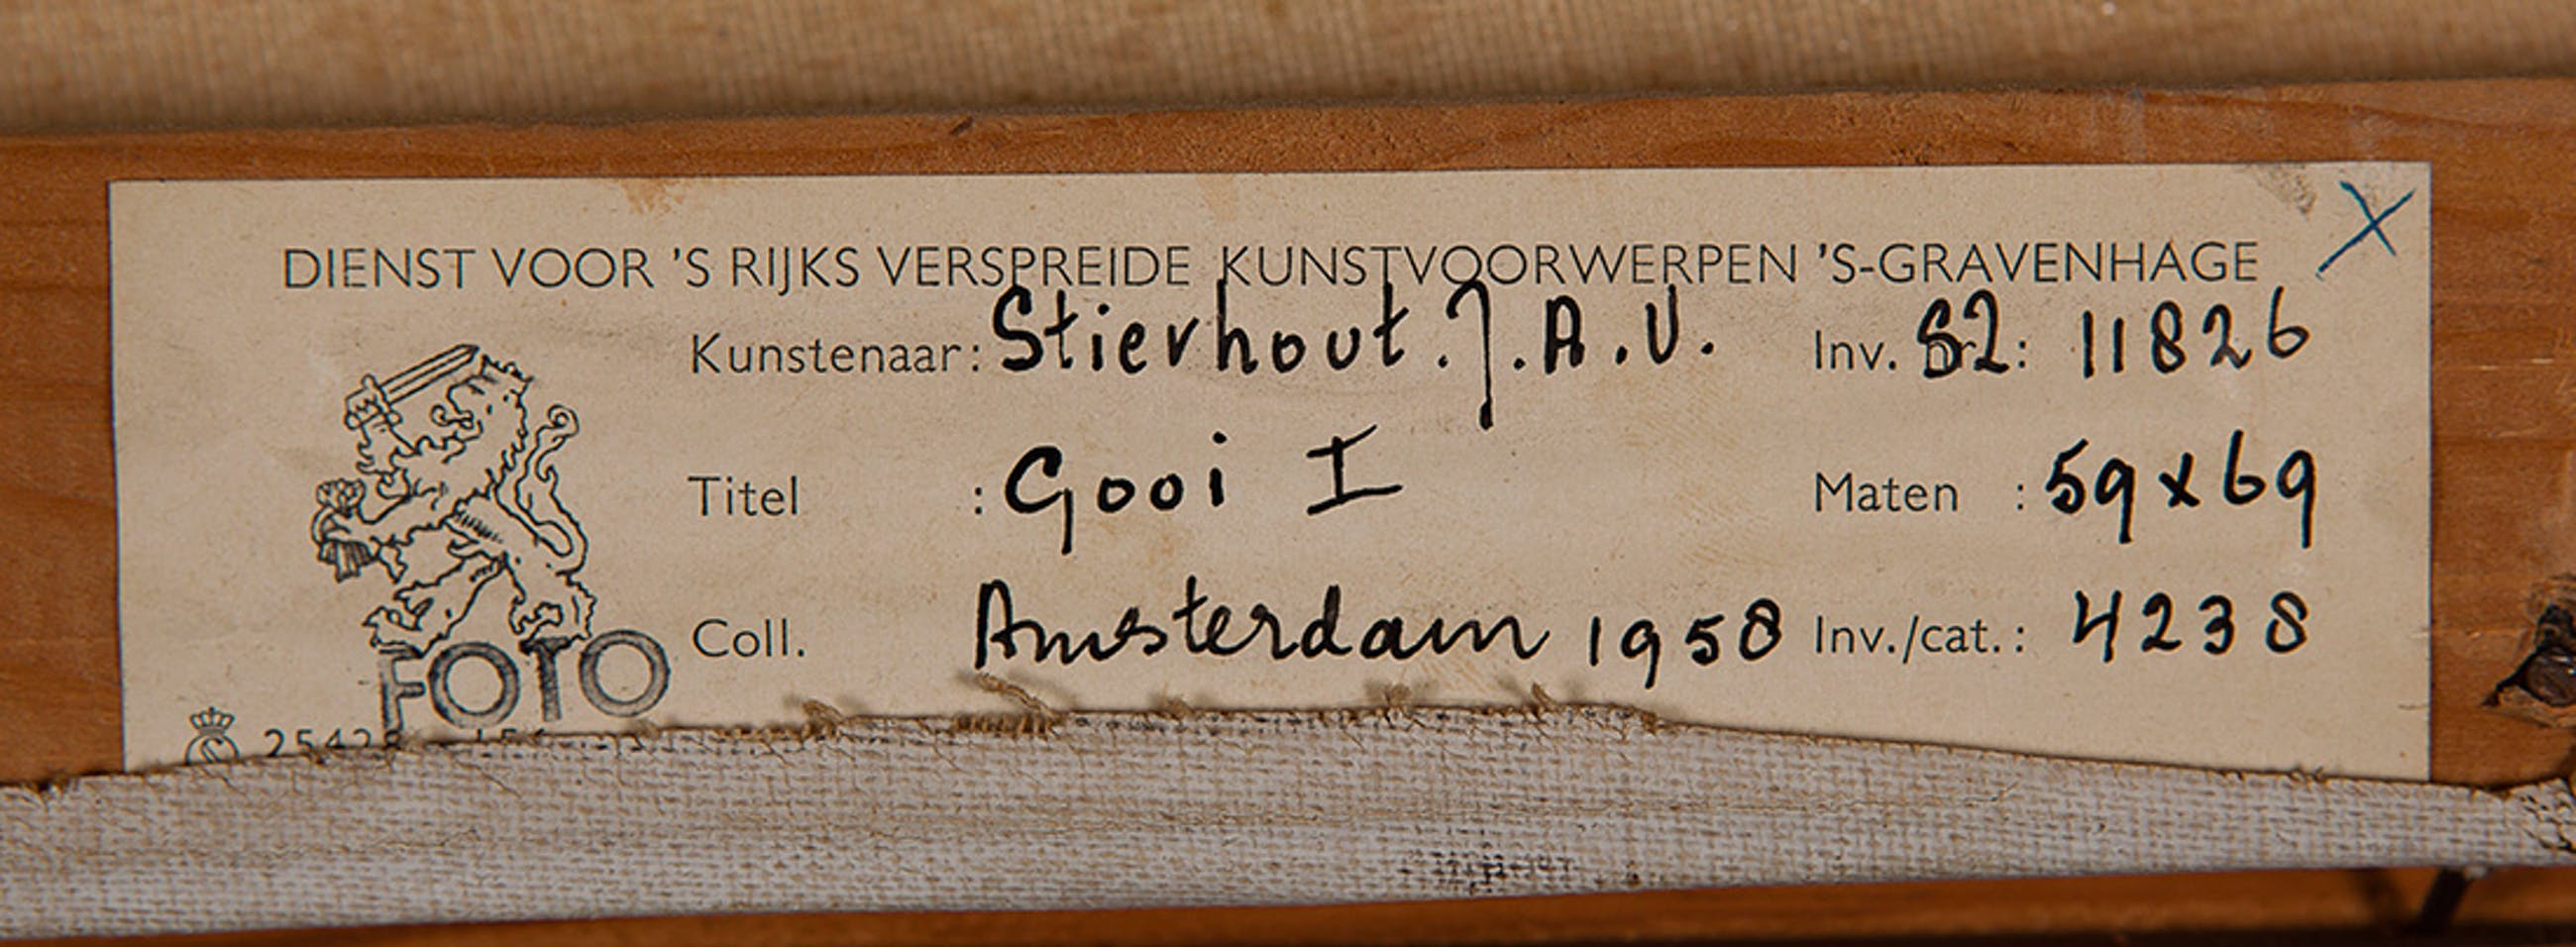 DIENST VOOR 'S RIJKS VERSPREIDE KUNSTVOORWERPEN 'S-GRAVENHAGE
Kunstenaar: Stierhout. J. A. V. Inv. S2: 11826
Titel : Gooi I Maten : 59x69
Coll. Amsterdam 1958 Inv./cat.: 4238
FOTO